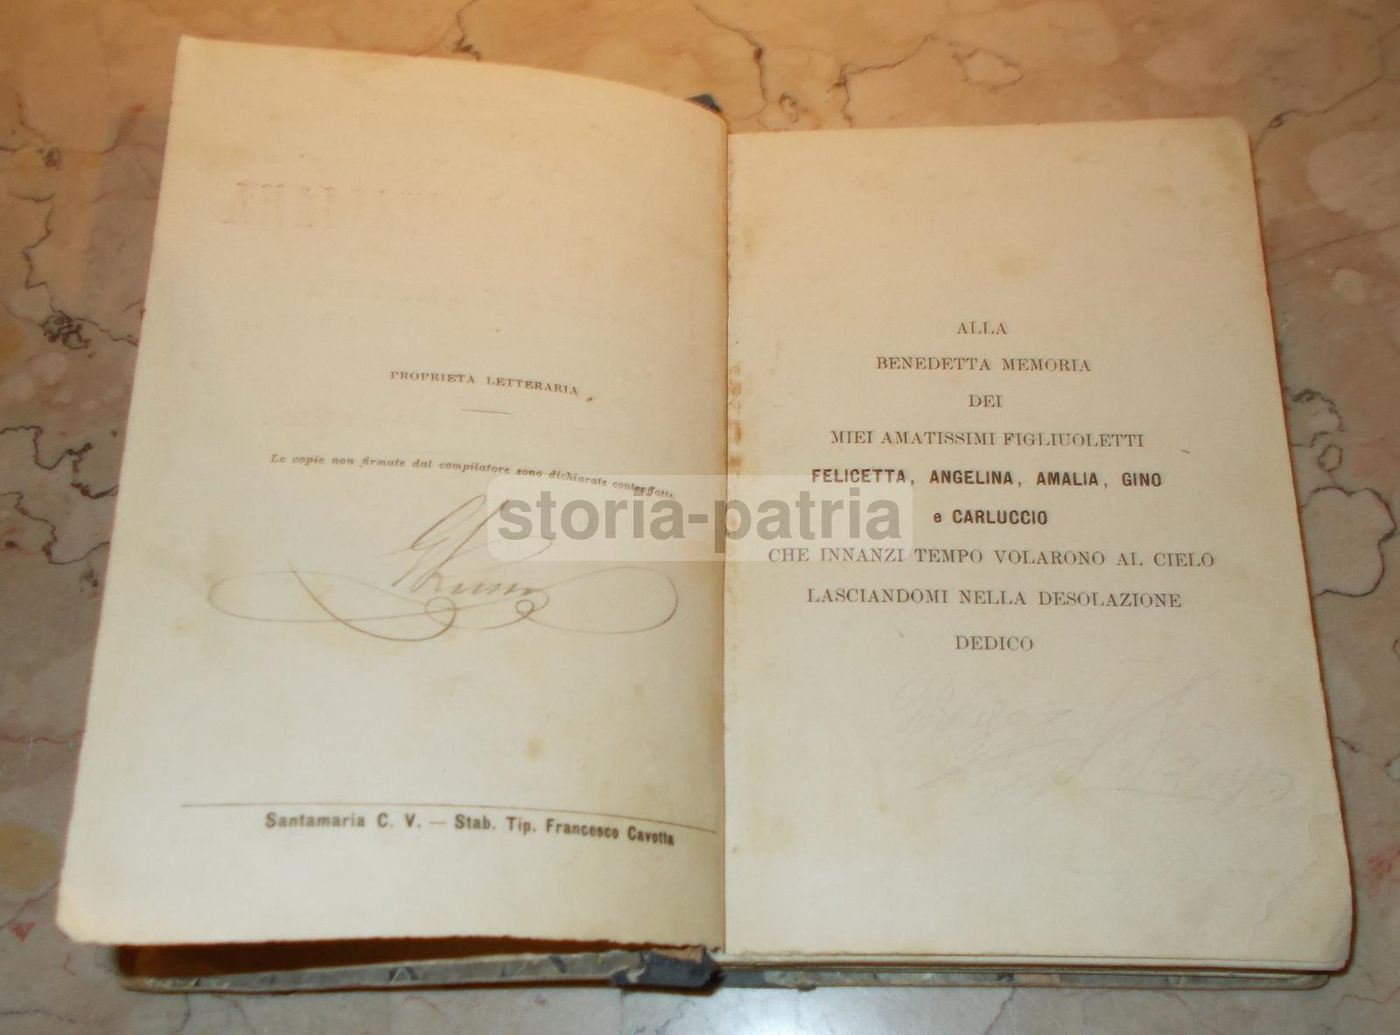 PROPRIETÀ LETTERARIA
Le copie non firmate dal compilatore sono dichiarate contraffatte.
Santamaria C. V. — Stab. Tip. Francesco Cavotta
ALLA
BENEDETTA MEMORIA
DEI
MIEI AMATISSIMI FIGLIUOLETTI
FELICETTA, ANGELINA, AMALIA, GINO
e CARLUCCIO
CHE INNANZI TEMPO VOLARONO AL CIELO
LASCIANDOMI NELLA DESOLAZIONE
DEDICO
storia-patria